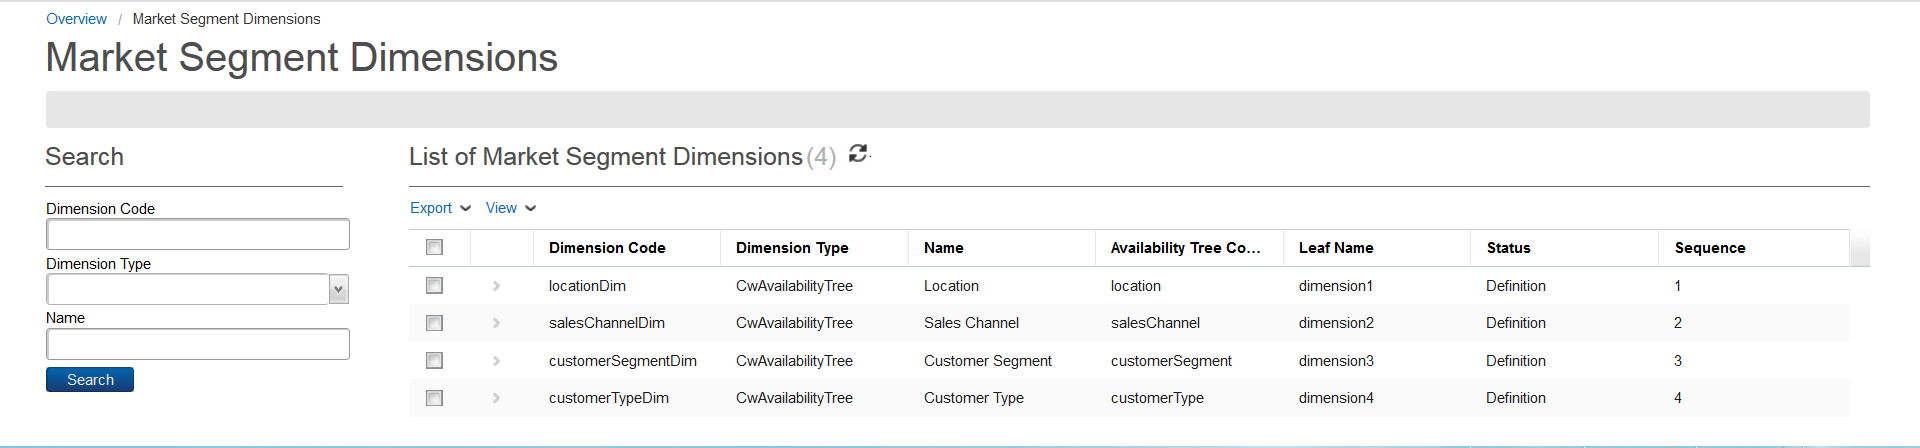 Overview / Market Segment Dimensions
Market Segment Dimensions
Search
Dimension Code
Dimension Type
Name
Search
List of Market Segment Dimensions (4)
Export View
Dimension Code Dimension Type Name Availability Tree Co... Leaf Name Status Sequence
locationDim CwAvailabilityTree Location location dimension1 Definition 1
salesChannelDim CwAvailabilityTree Sales Channel salesChannel dimension2 Definition 2
customerSegmentDim CwAvailabilityTree Customer Segment customerSegment dimension3 Definition 3
customerTypeDim CwAvailabilityTree Customer Type customerType dimension4 Definition 4